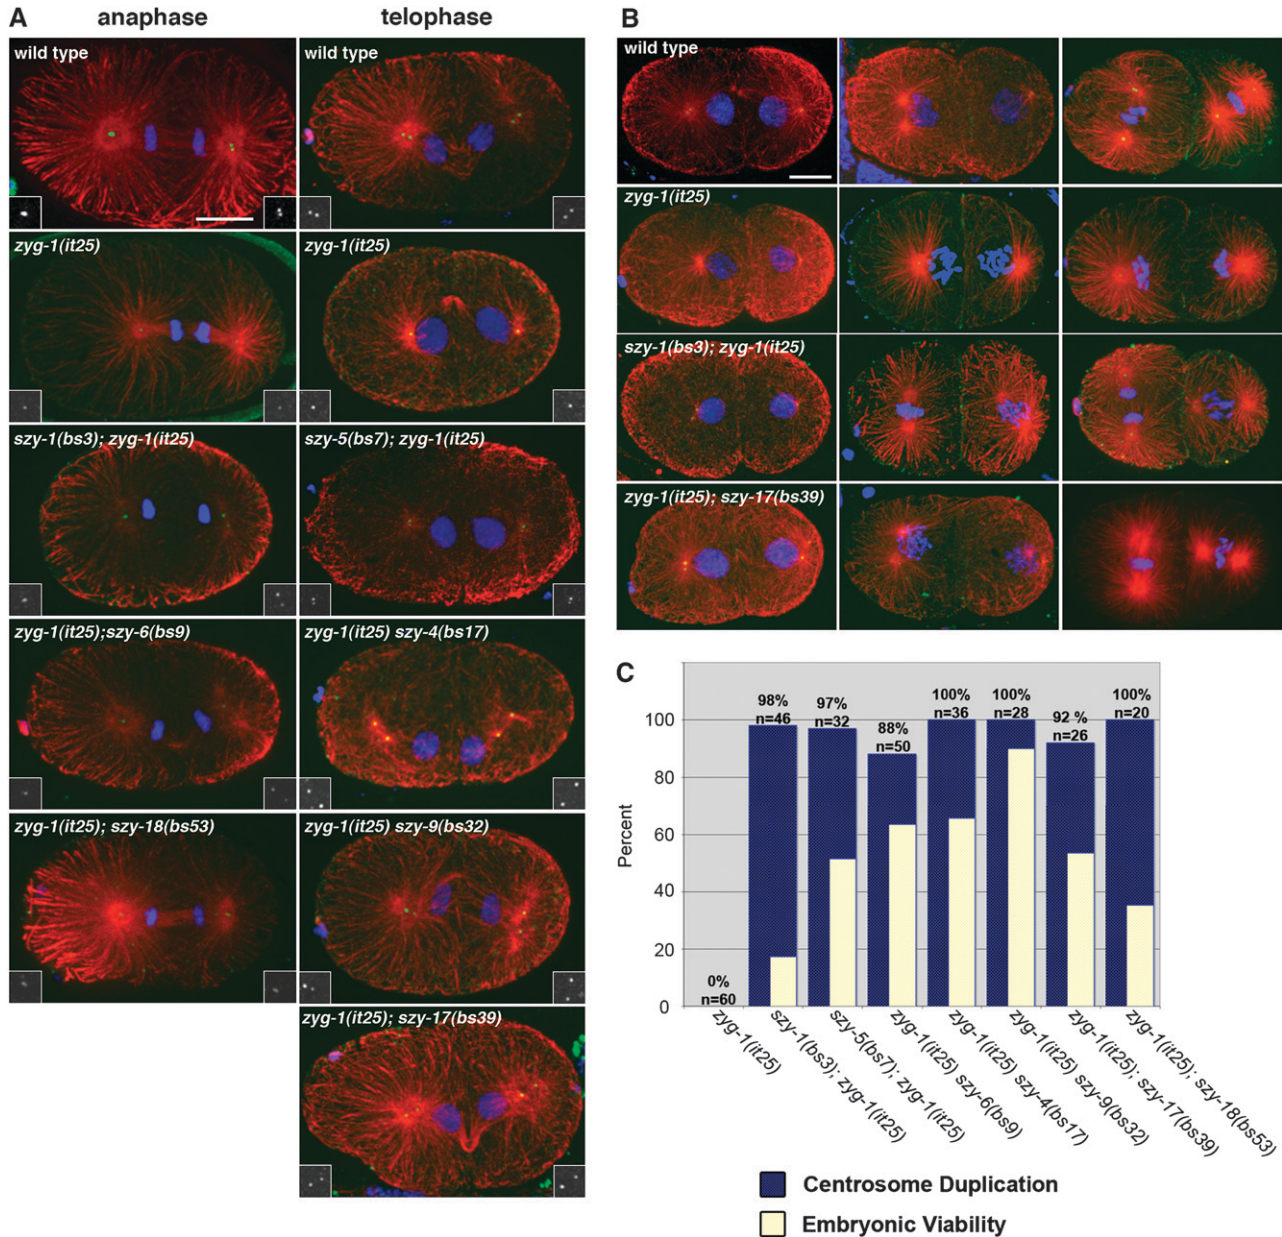 A
anaphase
telophase
wild type
wild type
zyg-1(it25)
zyg-1(it25)
szy-1(bs3); zyg-1(it25)
szy-5(bs7); zyg-1(it25)
zyg-1(it25);szy-6(bs9)
zyg-1(it25) szy-4(bs17)
zyg-1(it25); szy-18(bs53)
zyg-1(it25) szy-9(bs32)
zyg-1(it25); szy-17(bs39)
B
wild type
zyg-1(it25)
szy-1(bs3); zyg-1(it25)
zyg-1(it25); szy-17(bs39)
C
Percent
100
80
60
40
20
0
0%
n=60
98%
n=46
97%
n=32
88%
n=50
100%
n=36
100%
n=28
92 %
n=26
100%
n=20
zyg-1(it25)
szy-1(bs3); zyg-1(it25)
szy-5(bs7); zyg-1(it25)
zyg-1(it25) szy-6(bs9)
zyg-1(it25) szy-4(bs17)
zyg-1(it25) szy-9(bs32)
zyg-1(it25); szy-17(bs39)
zyg-1(it25); szy-18(bs53)
Centrosome Duplication
Embryonic Viability